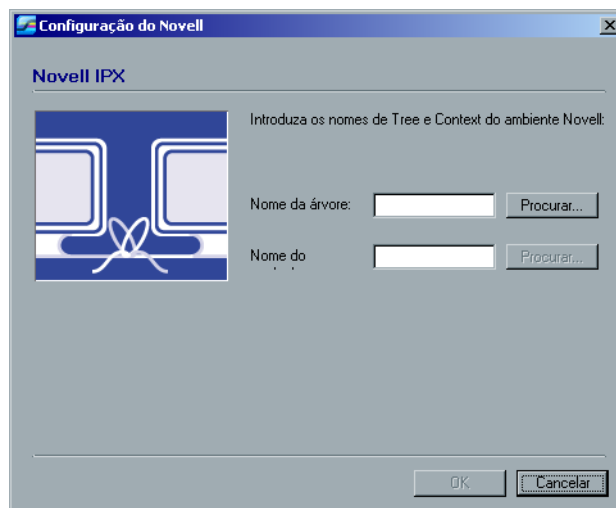 Configuração do Novell
Novell IPX
Introduza os nomes de Tree e Context do ambiente Novell:
Nome da árvore:
Procurar...
Nome do
Procurar...
OK
Cancelar